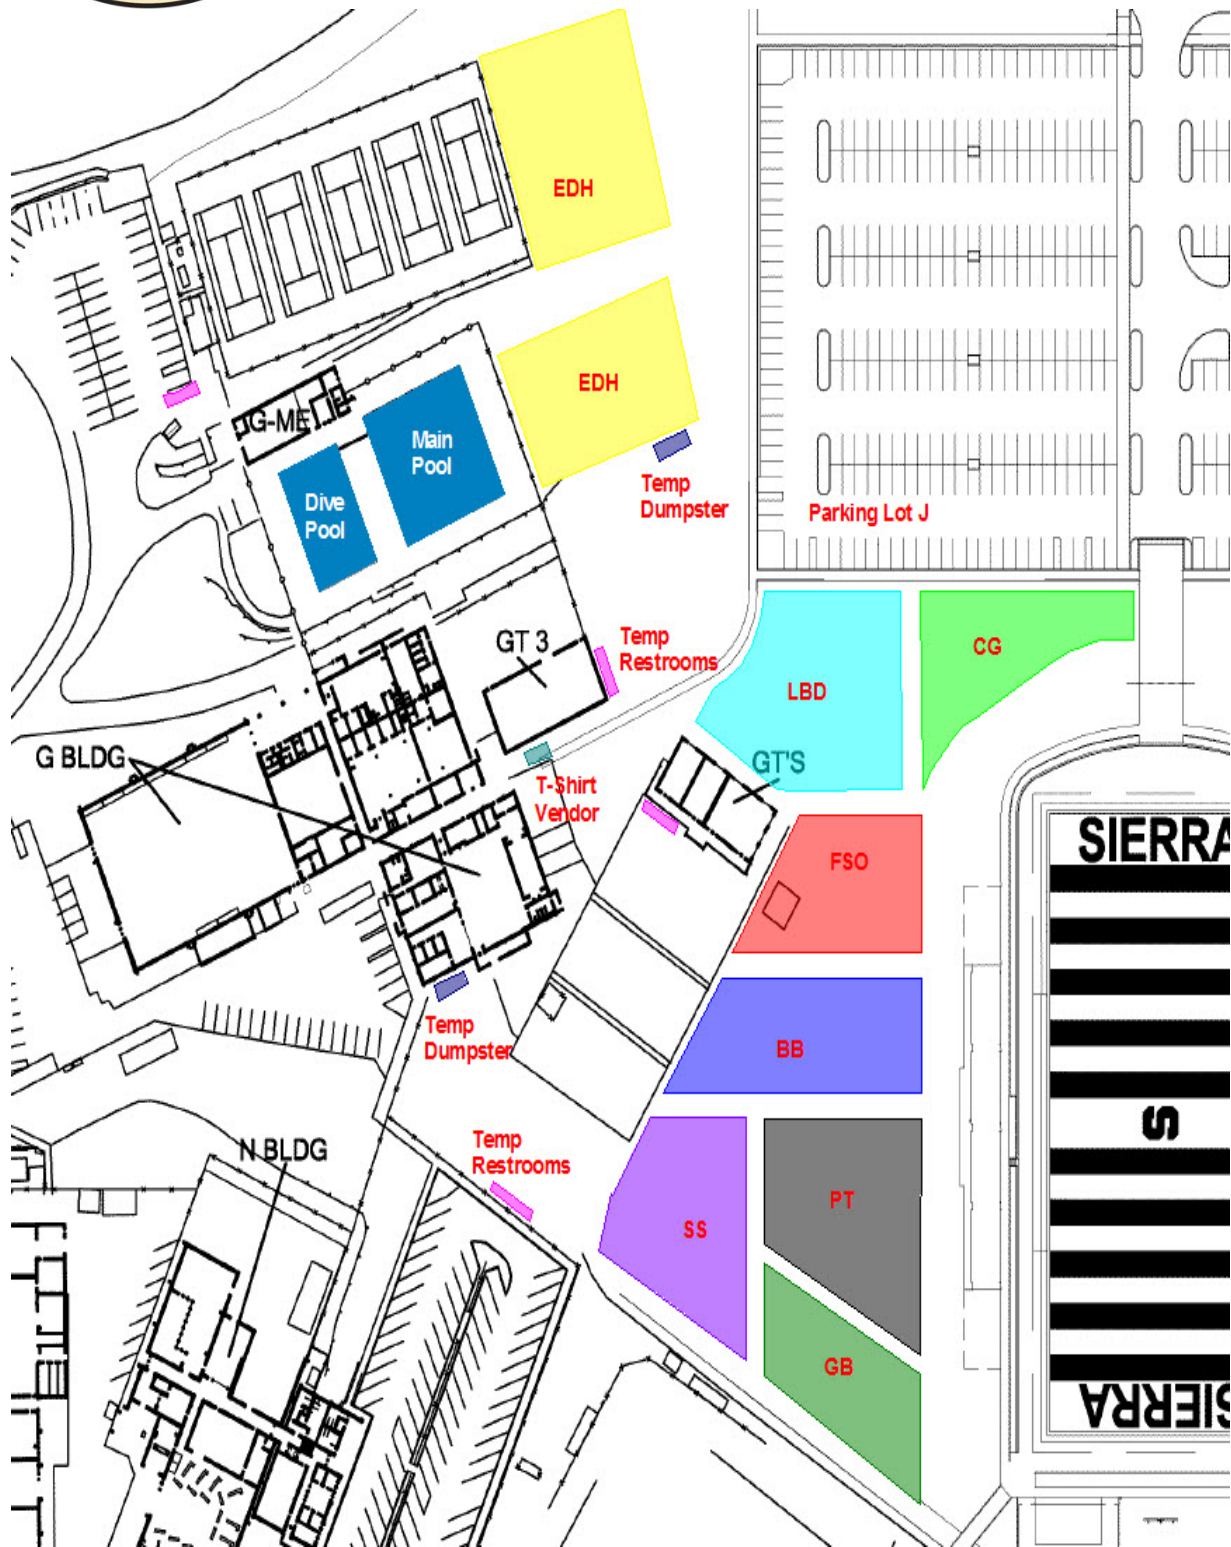 EDH
EDH
G-ME
Main
Pool
Dive
Pool
Temp
Dumpster
Parking Lot J
GT 3
Temp
Restrooms
CG
LBD
G BLDG
GT'S
T-Shirt
Vendor
SIERRA
FSO
Temp
Dumpster
BB
S
N BLDG
Temp
Restrooms
PT
SS
GB
SIERRA